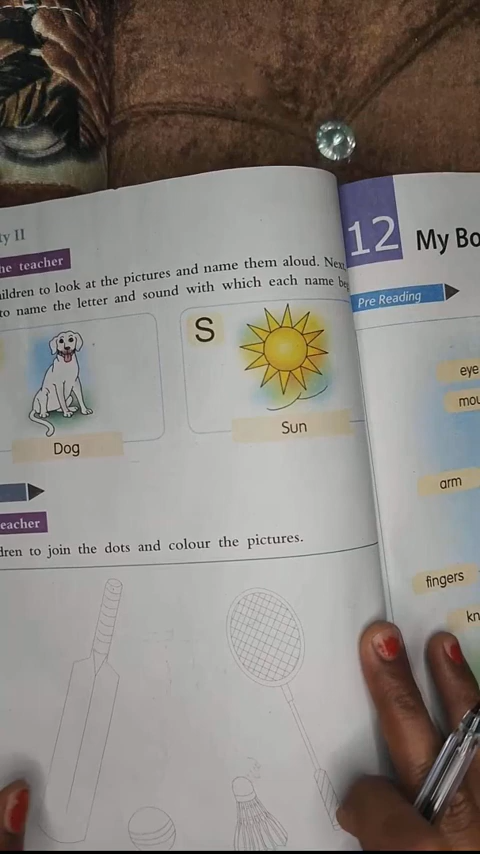 ty II
he teacher
ildren to look at the pictures and name them aloud. Next
to name the letter and sound with which each name be
S
Dog
Sun
eacher
dren to join the dots and colour the pictures.
12 My Bo
Pre Reading
eye
mou
arm
fingers
kn